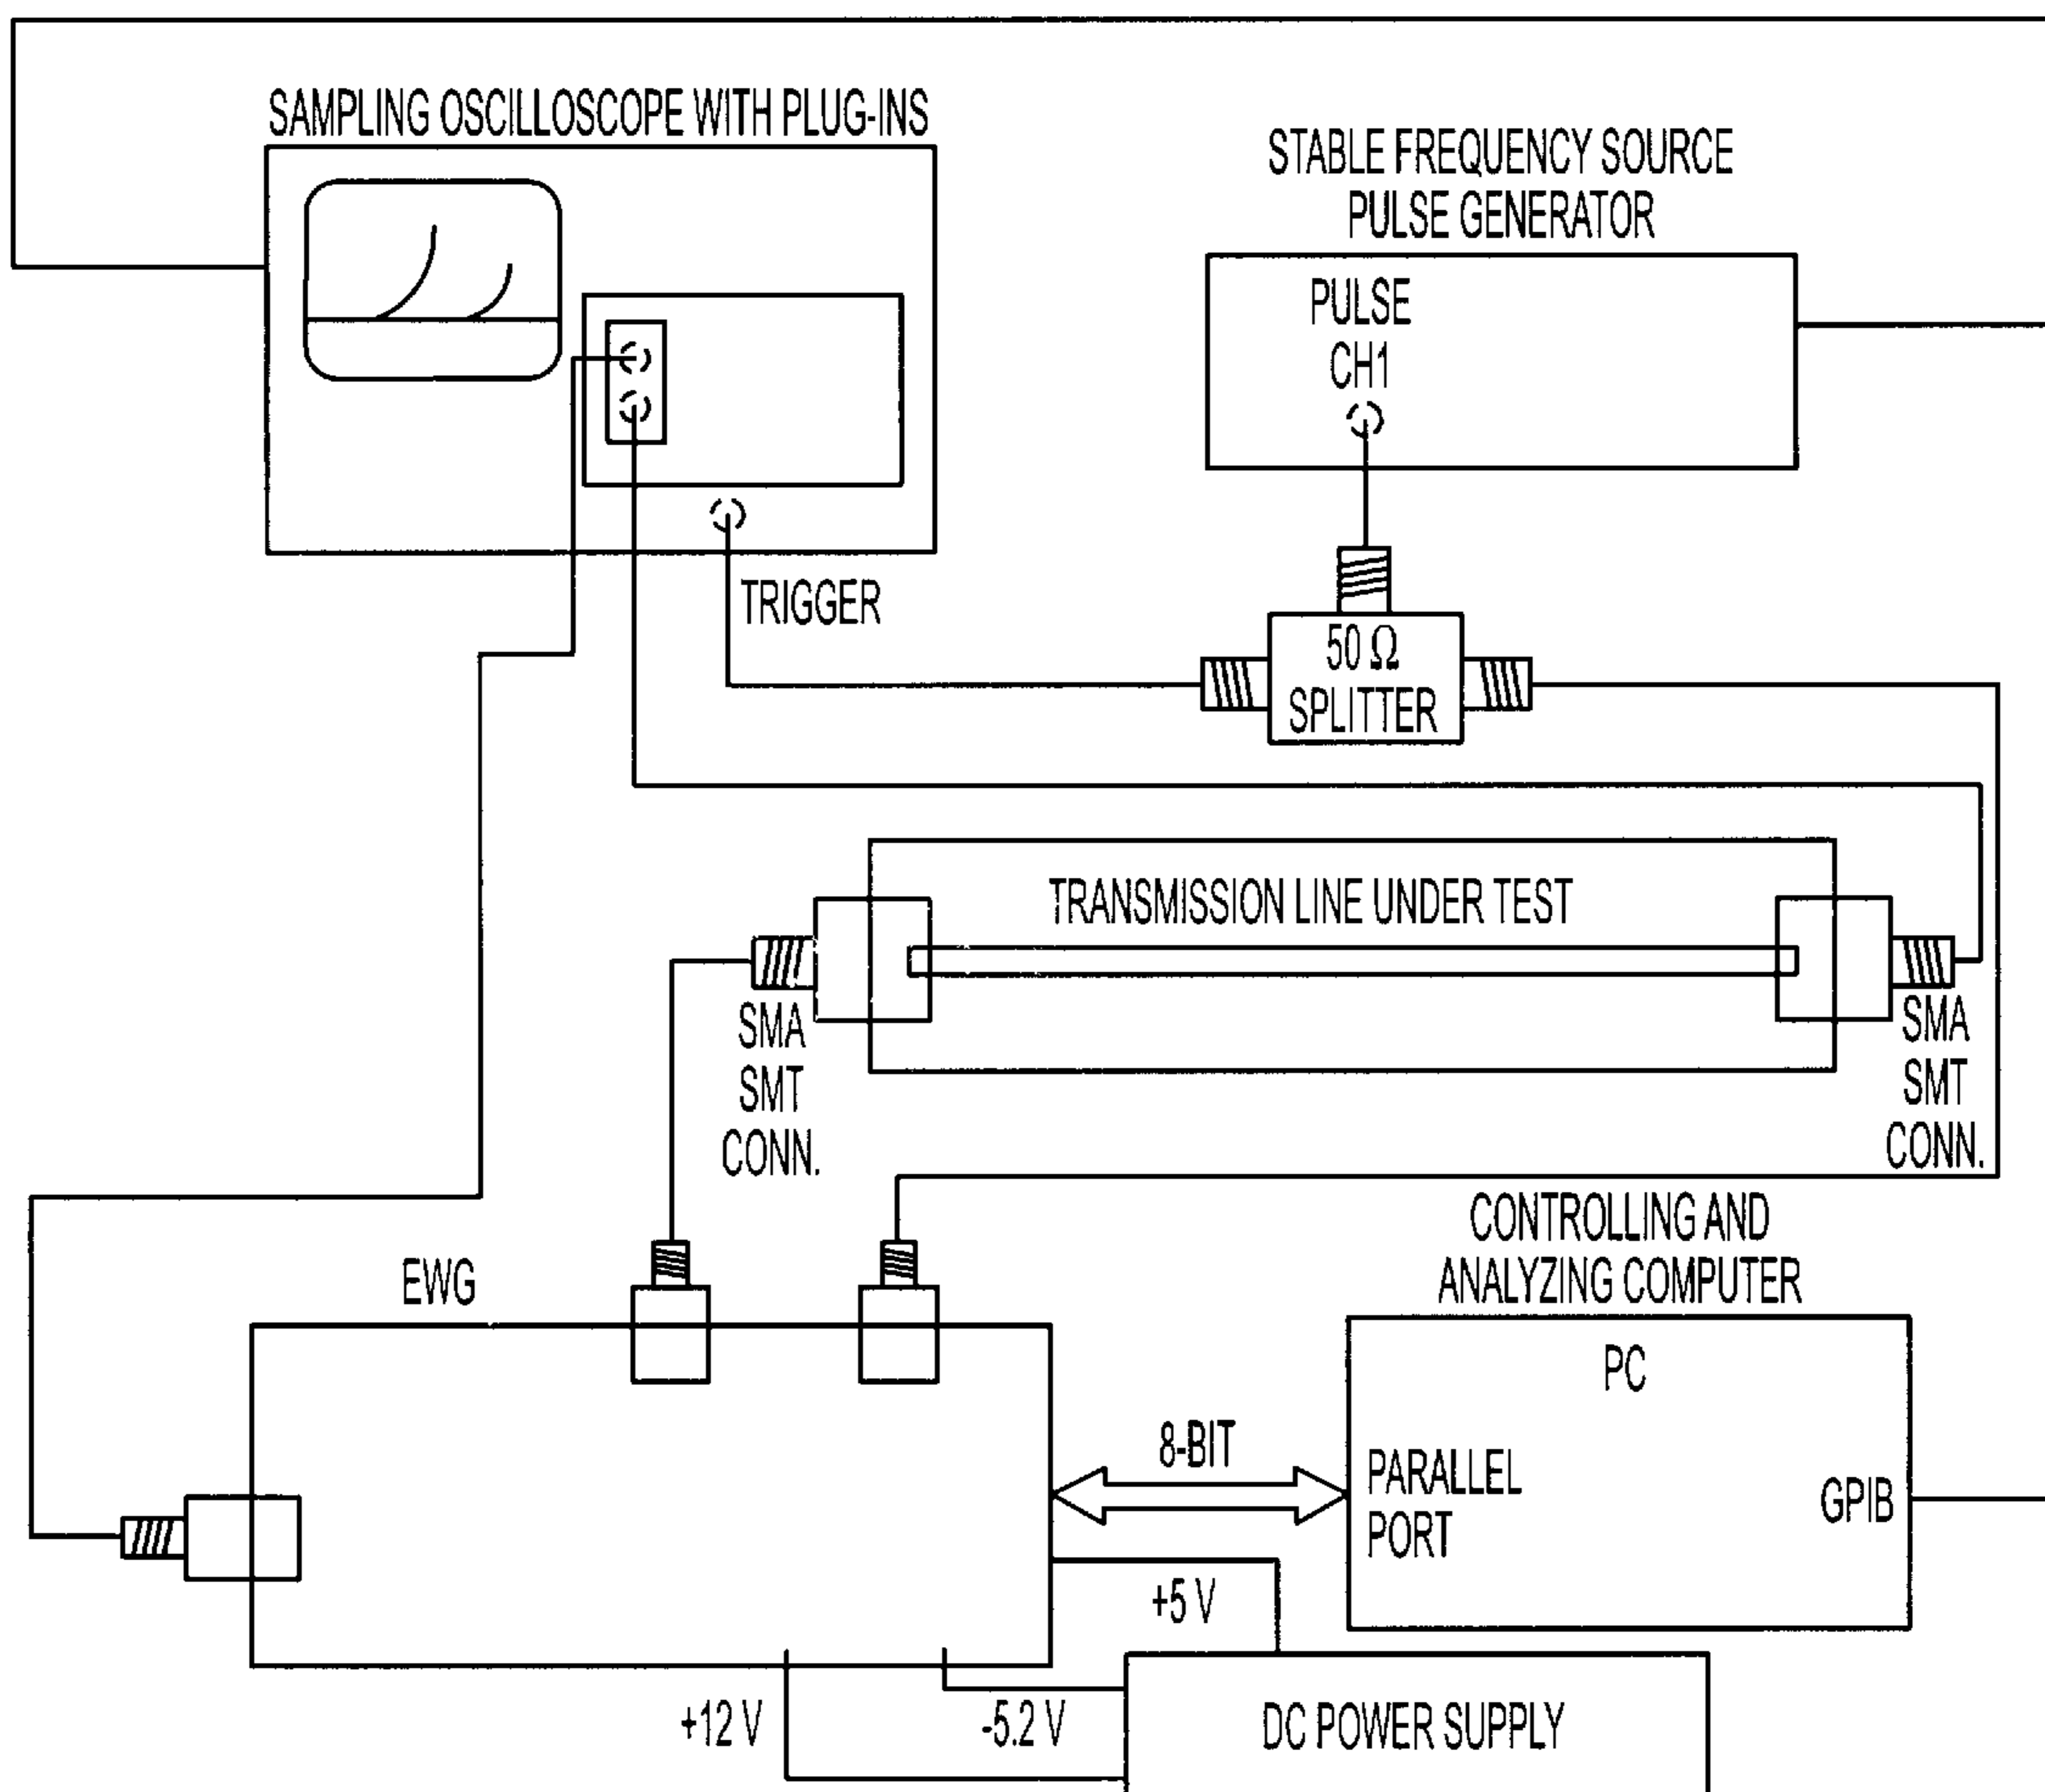 SAMPLING OSCILLOSCOPE WITH PLUG-INS
STABLE FREQUENCY SOURCE
PULSE GENERATOR
PULSE
CH1
TRIGGER
50 Ω
SPLITTER
TRANSMISSION LINE UNDER TEST
SMA
SMT
CONN.
SMA
SMT
CONN.
EWG
CONTROLLING AND
ANALYZING COMPUTER
PC
8-BIT
PARALLEL
PORT
GPIB
+5 V
+12 V
-5.2 V
DC POWER SUPPLY